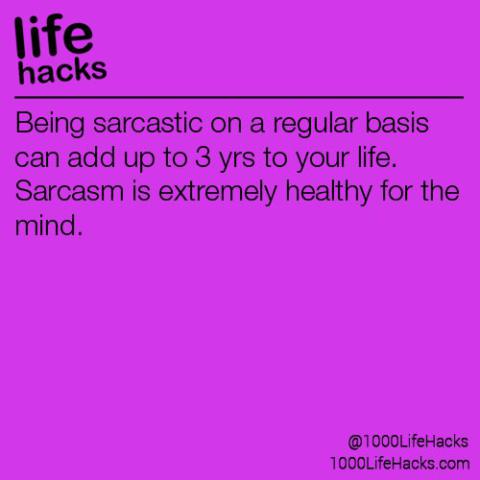 life
hacks
Being sarcastic on a regular basis
can add up to 3 yrs to your life.
Sarcasm is extremely healthy for the
mind.
@1000LifeHacks
1000LifeHacks.com